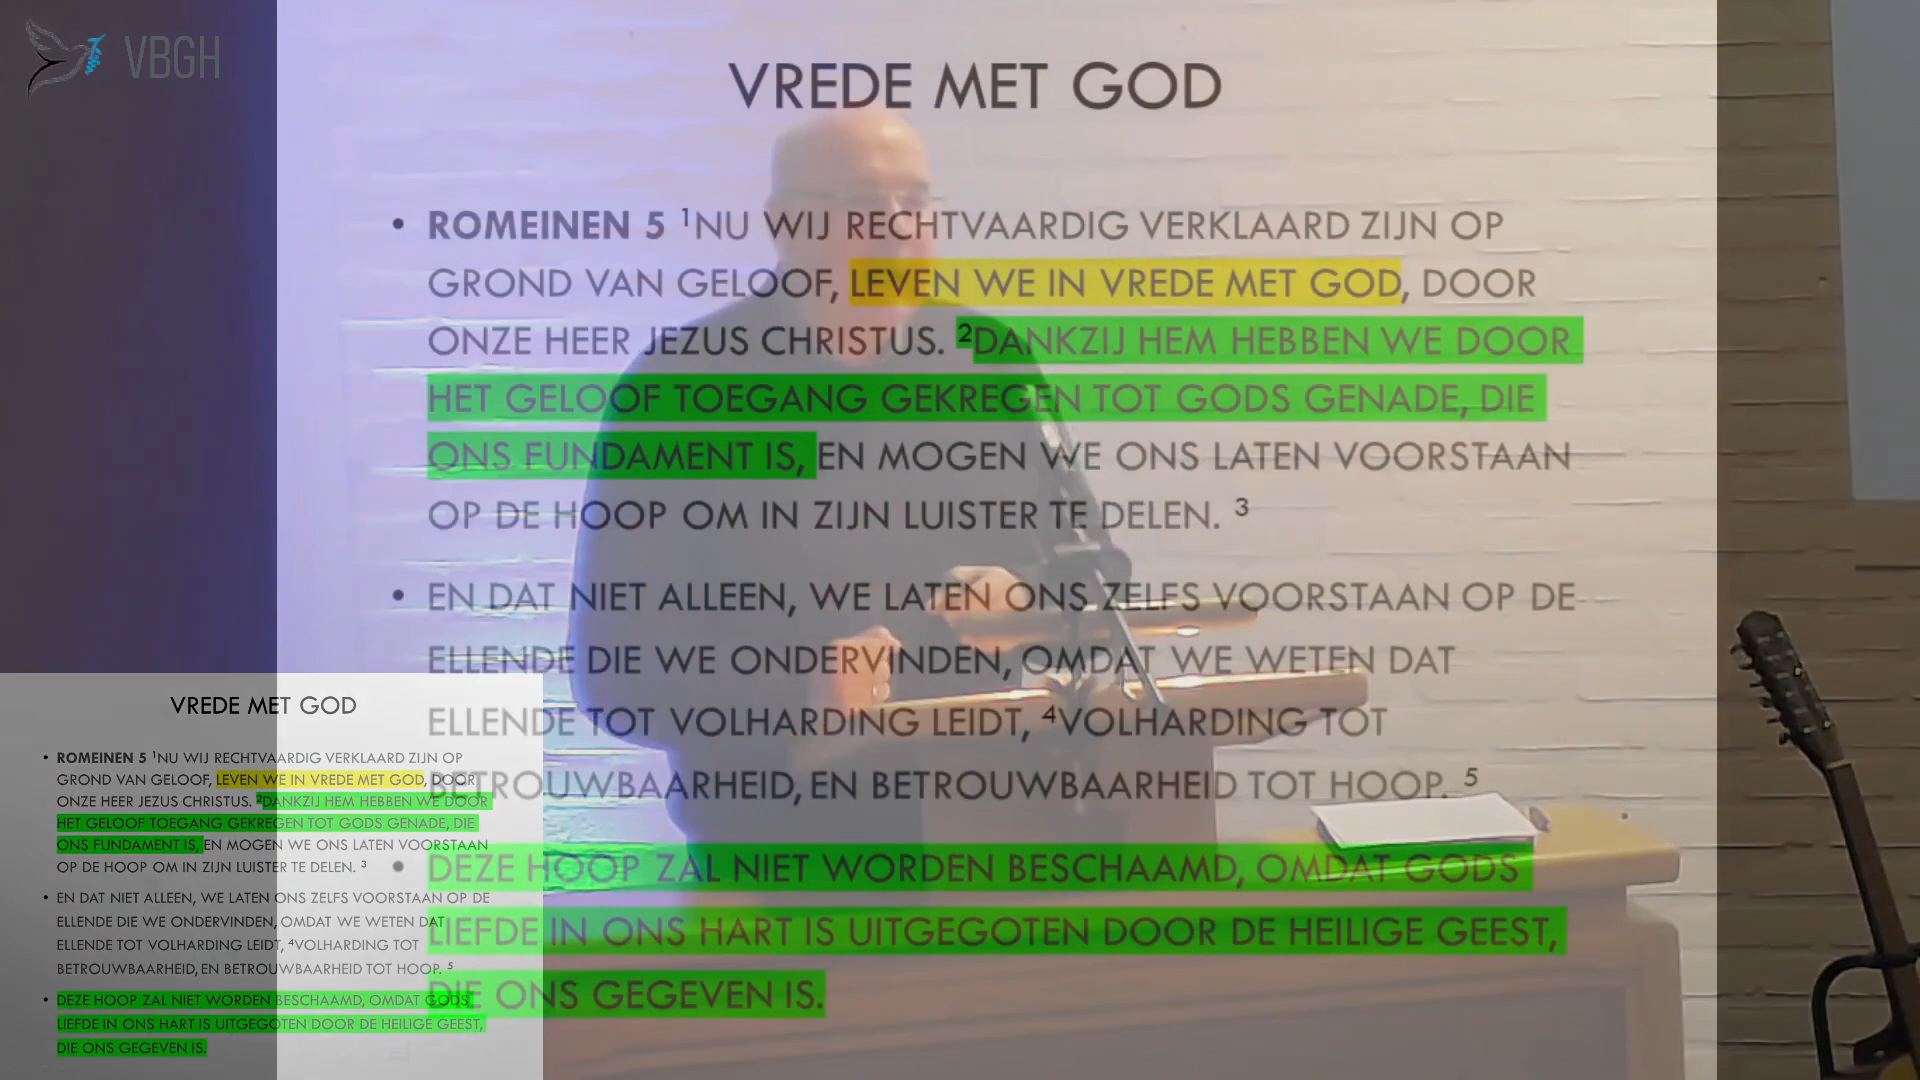 VBGH
VREDE MET GOD
• ROMEINEN 5 ¹NU WIJ RECHTVAARDIG VERKLAARD ZIJN OP
GROND VAN GELOOF, LEVEN WE IN VREDE MET GOD, DOOR
ONZE HEER JEZUS CHRISTUS. ²DANKZIJ HEM HEBBEN WE DOOR
HET GELOOF TOEGANG GEKREGEN TOT GODS GENADE, DIE
ONS FUNDAMENT IS, EN MOGEN WE ONS LATEN VOORSTAAN
OP DE HOOP OM IN ZIJN LUISTER TE DELEN. ³
• EN DAT NIET ALLEEN, WE LATEN ONS ZELFS VOORSTAAN OP DE
ELLENDE DIE WE ONDERVINDEN, OMDAT WE WETEN DAT
ELLENDE TOT VOLHARDING LEIDT, ⁴VOLHARDING TOT
BETROUWBAARHEID, EN BETROUWBAARHEID TOT HOOP. ⁵
• DEZE HOOP ZAL NIET WORDEN BESCHAAMD, OMDAT GODS
LIEFDE IN ONS HART IS UITGEGOTEN DOOR DE HEILIGE GEEST,
DIE ONS GEGEVEN IS.
VREDE MET GOD
• ROMEINEN 5 ¹NU WIJ RECHTVAARDIG VERKLAARD ZIJN OP
GROND VAN GELOOF, LEVEN WE IN VREDE MET GOD, DOOR
ONZE HEER JEZUS CHRISTUS. ²DANKZIJ HEM HEBBEN WE DOOR
HET GELOOF TOEGANG GEKREGEN TOT GODS GENADE, DIE
ONS FUNDAMENT IS, EN MOGEN WE ONS LATEN VOORSTAAN
OP DE HOOP OM IN ZIJN LUISTER TE DELEN. ³
• EN DAT NIET ALLEEN, WE LATEN ONS ZELFS VOORSTAAN OP DE
ELLENDE DIE WE ONDERVINDEN, OMDAT WE WETEN DAT
ELLENDE TOT VOLHARDING LEIDT, ⁴VOLHARDING TOT
BETROUWBAARHEID, EN BETROUWBAARHEID TOT HOOP. ⁵
• DEZE HOOP ZAL NIET WORDEN BESCHAAMD, OMDAT GODS
LIEFDE IN ONS HART IS UITGEGOTEN DOOR DE HEILIGE GEEST,
DIE ONS GEGEVEN IS.